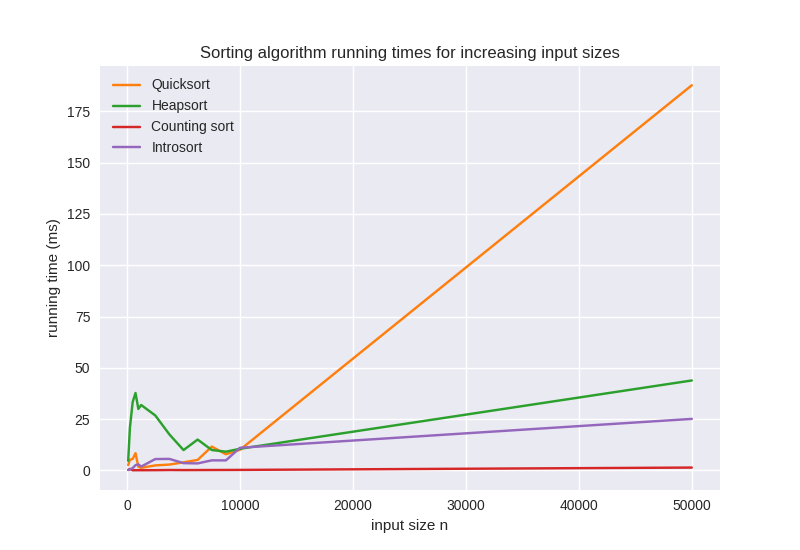 Sorting algorithm running times for increasing input sizes
Quicksort
Heapsort
Counting sort
Introsort
running time (ms)
175
150
125
100
75
50
25
0
0 10000 20000 30000 40000 50000
input size n